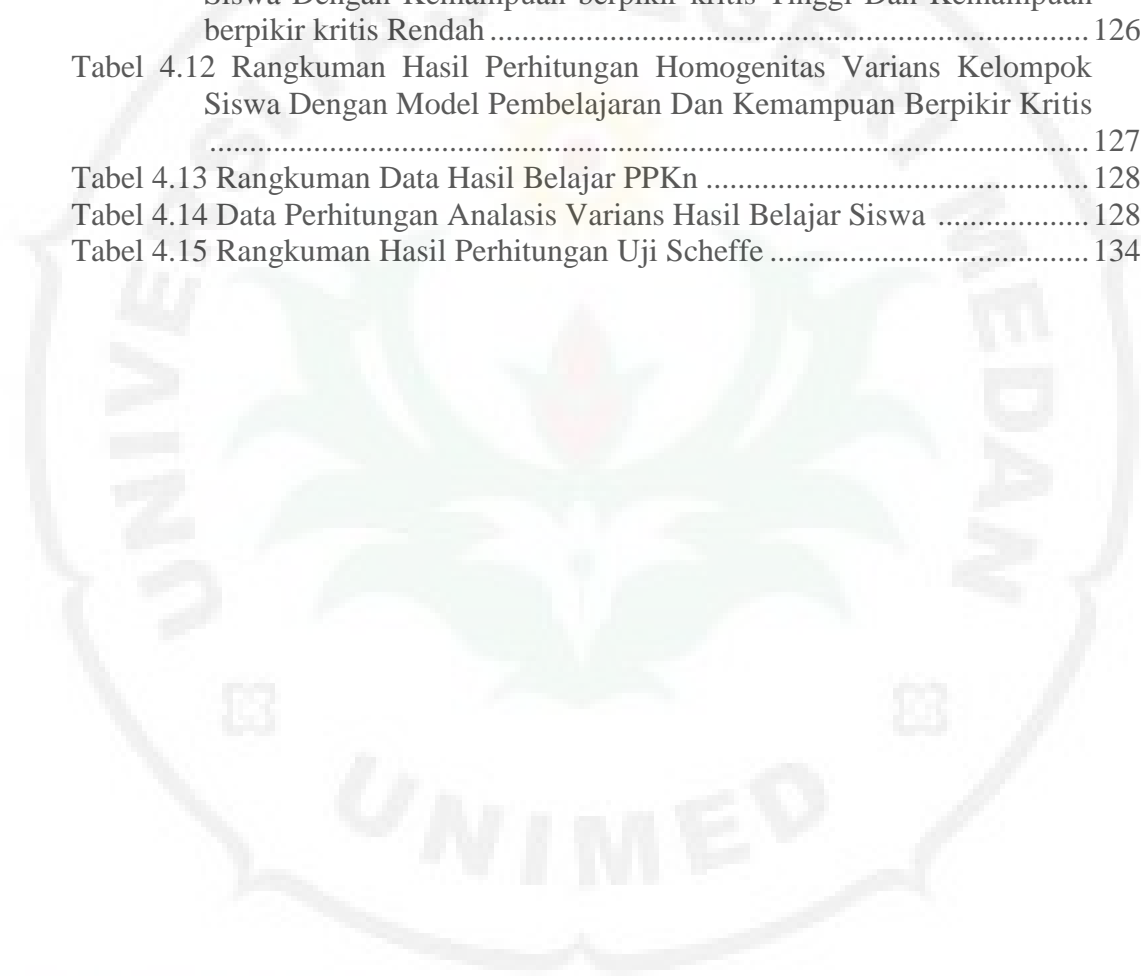 Siswa Dengan Kemampuan berpikir kritis Tinggi Dan Kemampuan
berpikir kritis Rendah ........................................................................ 126
Tabel 4.12 Rangkuman Hasil Perhitungan Homogenitas Varians Kelompok
Siswa Dengan Model Pembelajaran Dan Kemampuan Berpikir Kritis
.......................................................................................................... 127
Tabel 4.13 Rangkuman Data Hasil Belajar PPKn .............................................. 128
Tabel 4.14 Data Perhitungan Analasis Varians Hasil Belajar Siswa .................. 128
Tabel 4.15 Rangkuman Hasil Perhitungan Uji Scheffe ...................................... 134
UNIMED